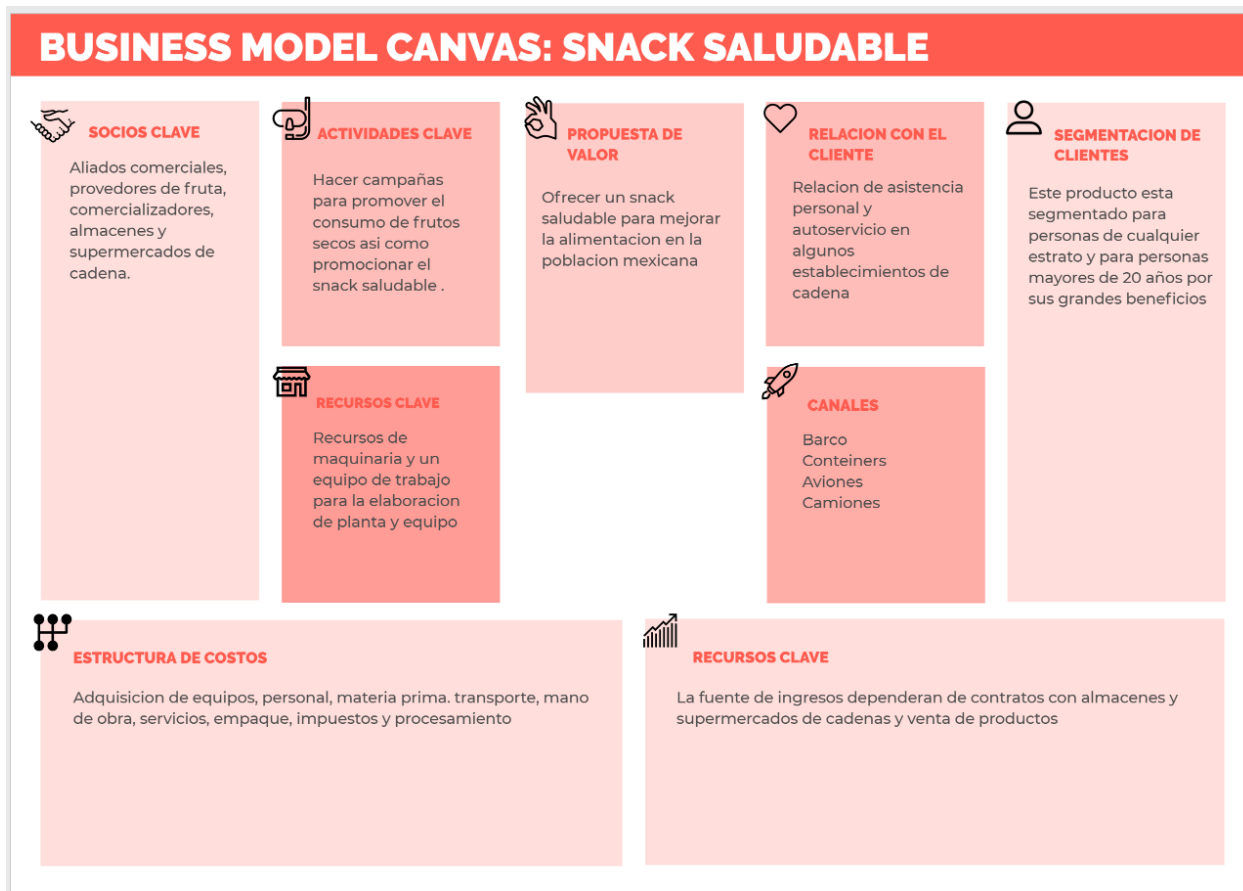 BUSINESS MODEL CANVAS: SNACK SALUDABLE
SOCIOS CLAVE
Aliados comerciales,
provedores de fruta,
comercializadores,
almacenes y
supermercados de
cadena.
ACTIVIDADES CLAVE
Hacer campañas
para promover el
consumo de frutos
secos asi como
promocionar el
snack saludable .
RECURSOS CLAVE
Recursos de
maquinaria y un
equipo de trabajo
para la elaboracion
de planta y equipo
PROPUESTA DE
VALOR
Ofrecer un snack
saludable para mejorar
la alimentacion en la
poblacion mexicana
RELACION CON EL
CLIENTE
Relacion de asistencia
personal y
autoservicio en
algunos
establecimientos de
cadena
CANALES
Barco
Conteiners
Aviones
Camiones
SEGMENTACION DE
CLIENTES
Este producto esta
segmentado para
personas de cualquier
estrato y para personas
mayores de 20 años por
sus grandes beneficios
ESTRUCTURA DE COSTOS
Adquisicion de equipos, personal, materia prima. transporte, mano
de obra, servicios, empaque, impuestos y procesamiento
RECURSOS CLAVE
La fuente de ingresos dependeran de contratos con almacenes y
supermercados de cadenas y venta de productos